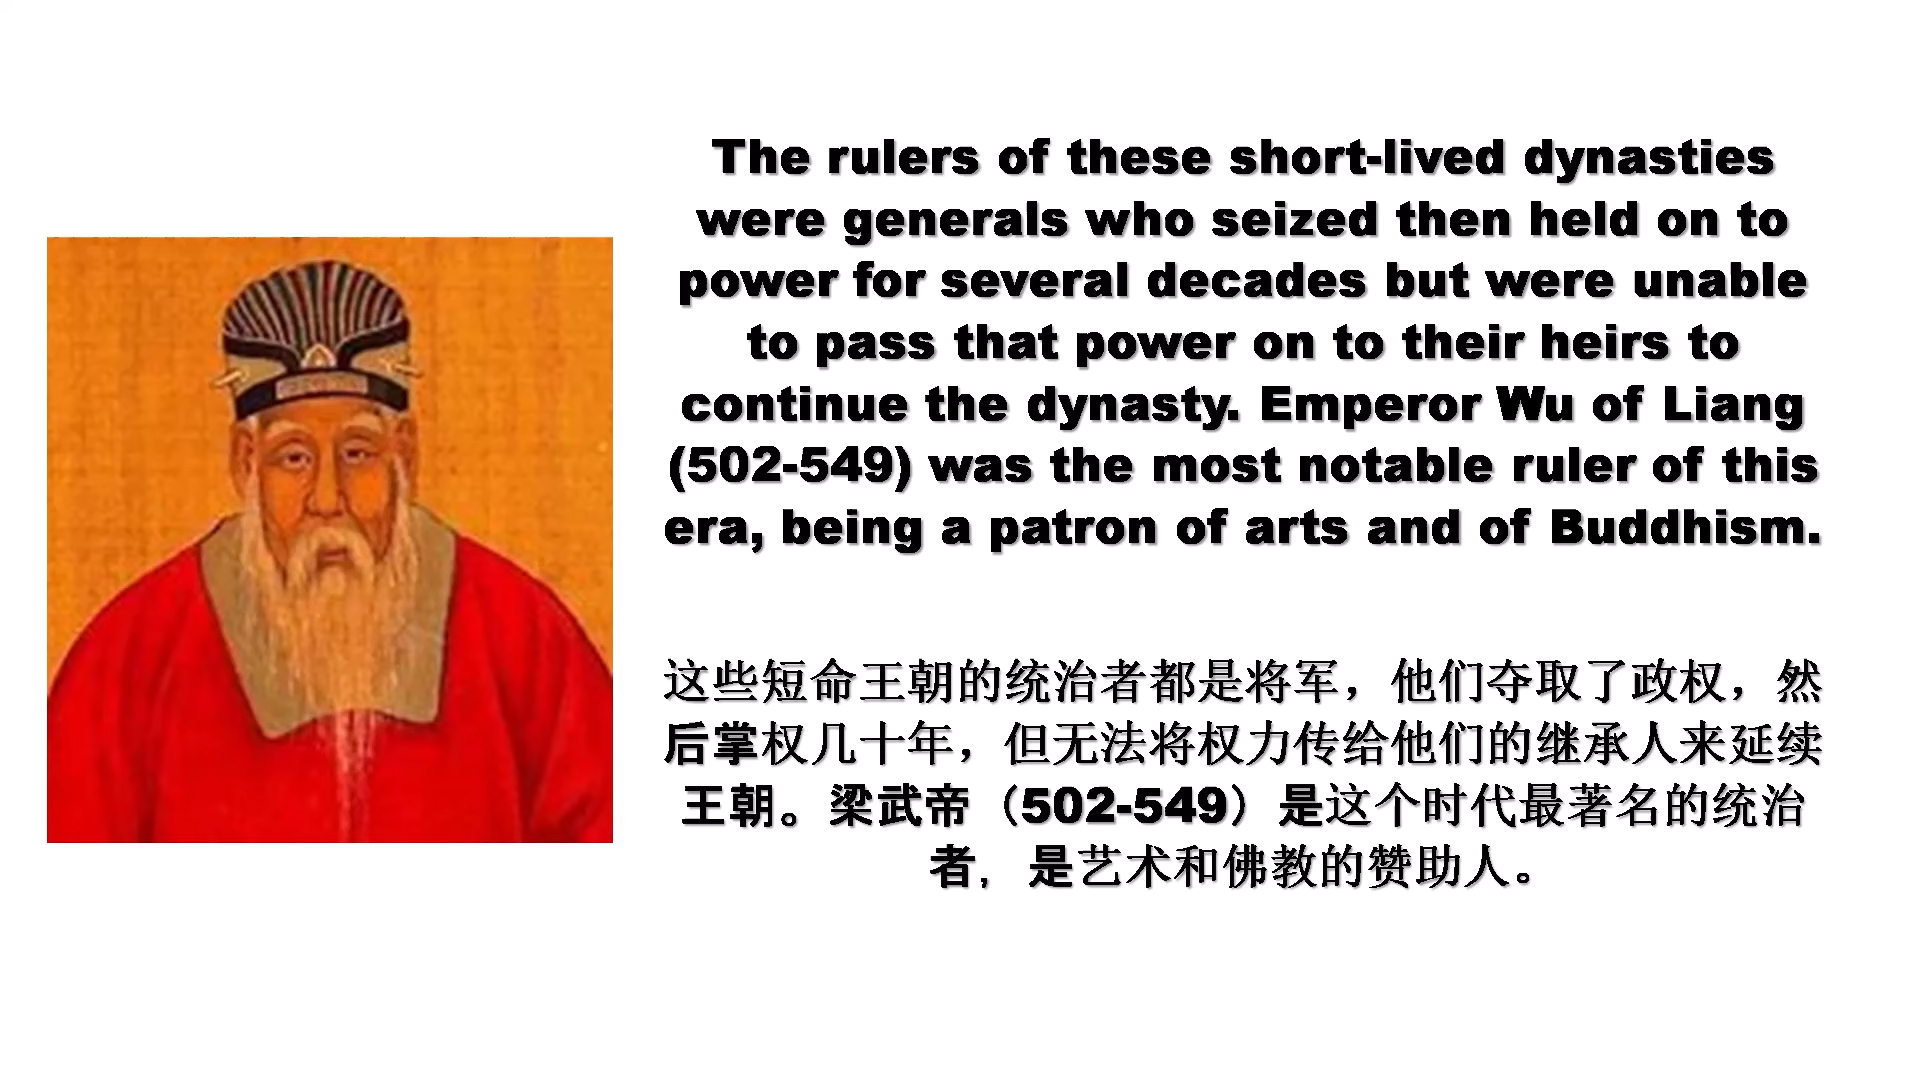 The rulers of these short-lived dynasties
were generals who seized then held on to
power for several decades but were unable
to pass that power on to their heirs to
continue the dynasty. Emperor Wu of Liang
(502-549) was the most notable ruler of this
era, being a patron of arts and of Buddhism.
这些短命王朝的统治者都是将军，他们夺取了政权，然
后掌权几十年，但无法将权力传给他们的继承人来延续
王朝。梁武帝（502-549）是这个时代最著名的统治
者，是艺术和佛教的赞助人。